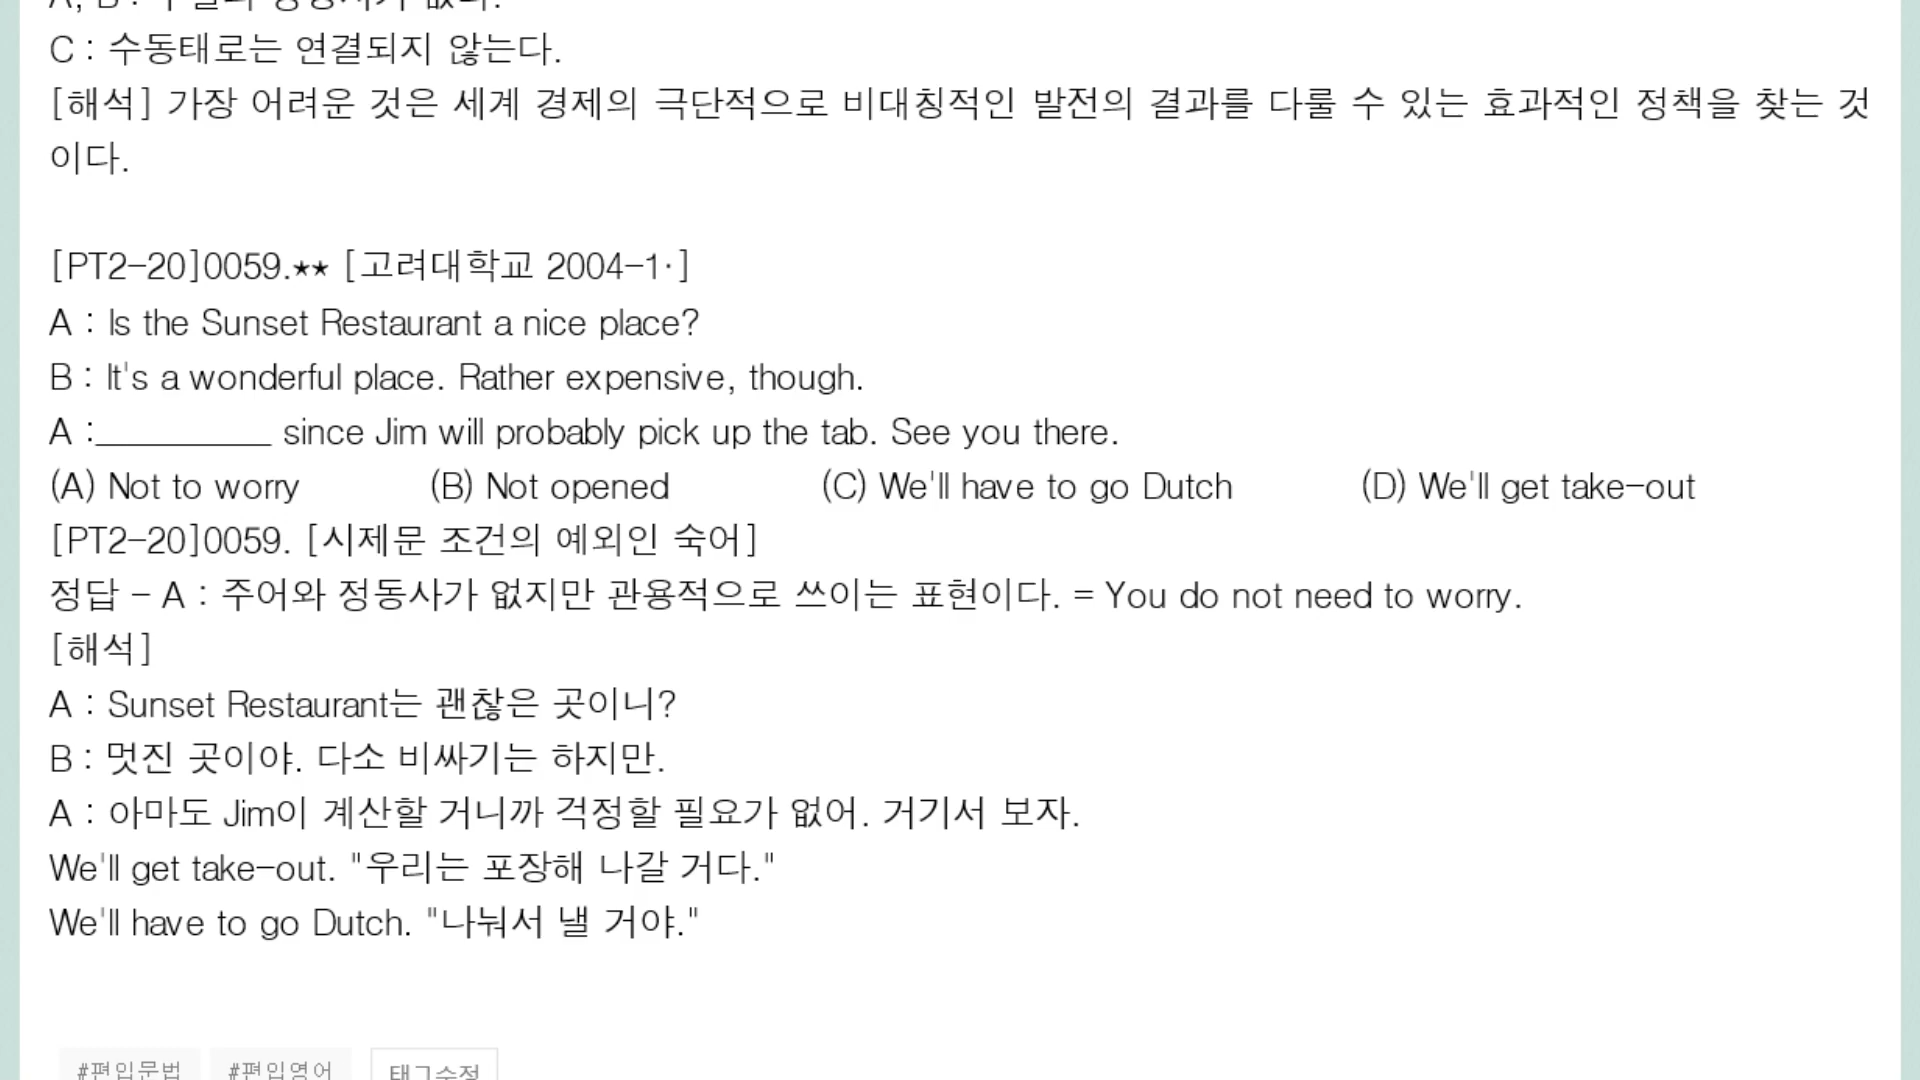 C : 수동태로는 연결되지 않는다.
[해석] 가장 어려운 것은 세계 경제의 극단적으로 비대칭적인 발전의 결과를 다룰 수 있는 효과적인 정책을 찾는 것
이다.
[PT2-20]0059.★★ [고려대학교 2004-1·]
A : Is the Sunset Restaurant a nice place?
B : It's a wonderful place. Rather expensive, though.
A :__________ since Jim will probably pick up the tab. See you there.
(A) Not to worry (B) Not opened (C) We'll have to go Dutch (D) We'll get take-out
[PT2-20]0059. [시제문 조건의 예외인 숙어]
정답 - A : 주어와 정동사가 없지만 관용적으로 쓰이는 표현이다. = You do not need to worry.
[해석]
A : Sunset Restaurant는 괜찮은 곳이니?
B : 멋진 곳이야. 다소 비싸기는 하지만.
A : 아마도 Jim이 계산할 거니까 걱정할 필요가 없어. 거기서 보자.
We'll get take-out. "우리는 포장해 나갈 거다."
We'll have to go Dutch. "나눠서 낼 거야."
#편입문법 #편입영어 태그수정